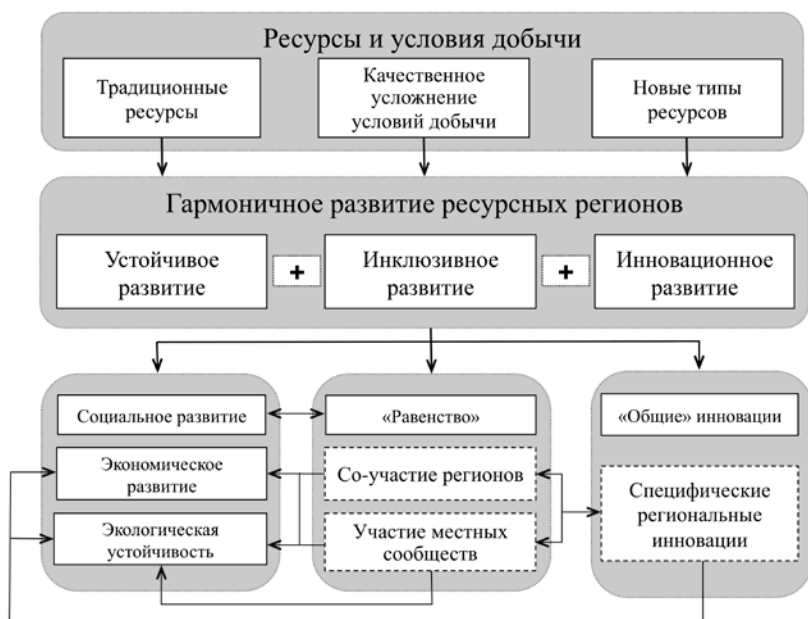 Ресурсы и условия добычи
Традиционные
ресурсы
Качественное
усложнение
условий добычи
Новые типы
ресурсов
Гармоничное развитие ресурсных регионов
Устойчивое
развитие
+
Инклюзивное
развитие
+
Инновационное
развитие
Социальное развитие
«Равенство»
«Общие» инновации
Экономическое
развитие
Со-участие регионов
Специфические
региональные
инновации
Экологическая
устойчивость
Участие местных
сообществ